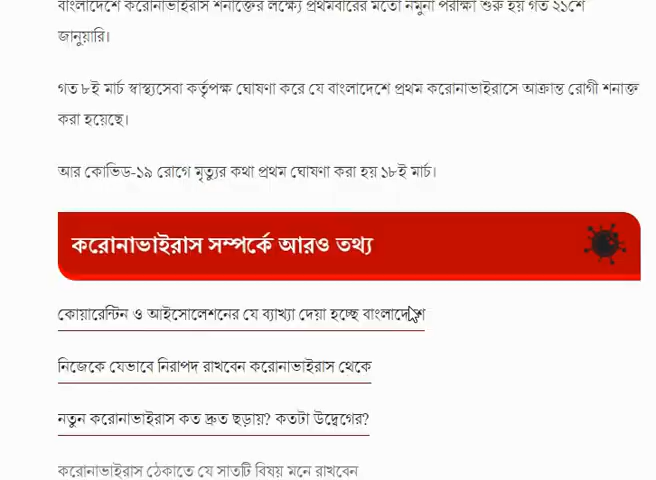 বাংলাদেশে করোনাভাইরাস শনাক্তের লক্ষ্যে প্রথমবারের মতো নমুনা পরীক্ষা শুরু হয় গত ২১শে
জানুয়ারি।
গত ৮ই মার্চ স্বাস্থ্যসেবা কর্তৃপক্ষ ঘোষণা করে যে বাংলাদেশে প্রথম করোনাভাইরাসে আক্রান্ত রোগী শনাক্ত
করা হয়েছে।
আর কোভিড-১৯ রোগে মৃত্যুর কথা প্রথম ঘোষণা করা হয় ১৮ই মার্চ।
করোনাভাইরাস সম্পর্কে আরও তথ্য
কোয়ারেন্টিন ও আইসোলেশনের যে ব্যাখ্যা দেয়া হচ্ছে বাংলাদেশে
নিজেকে যেভাবে নিরাপদ রাখবেন করোনাভাইরাস থেকে
নতুন করোনাভাইরাস কত দ্রুত ছড়ায়? কতটা উদ্বেগের?
করোনাভাইরাস ঠেকাতে যে সাতটি বিষয় মনে রাখবেন